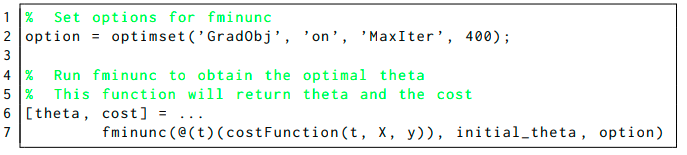 1 %  Set options for fminunc
2 option = optimset(’GradObj’, ’on’, ’MaxIter’, 400);
3
4 %  Run fminunc to obtain the optimal theta
5 %  This function will return theta and the cost
6 [theta, cost] = ...
7         fminunc(@(t)(costFunction(t, X, y)), initial_theta, option)